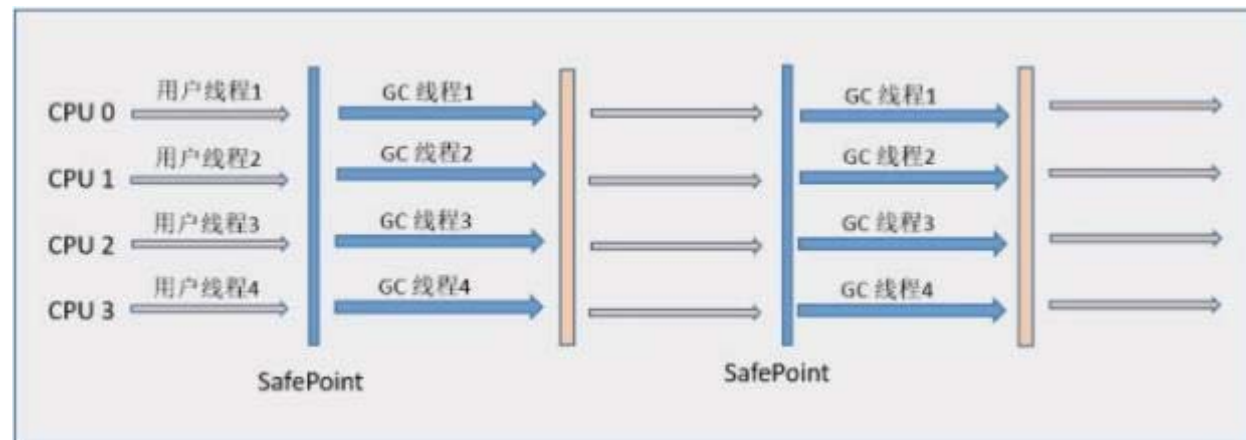 CPU 0 用户线程1 GC 线程1 GC 线程1
CPU 1 用户线程2 GC 线程2 GC 线程2
CPU 2 用户线程3 GC 线程3 GC 线程3
CPU 3 用户线程4 GC 线程4 GC 线程4
SafePoint SafePoint